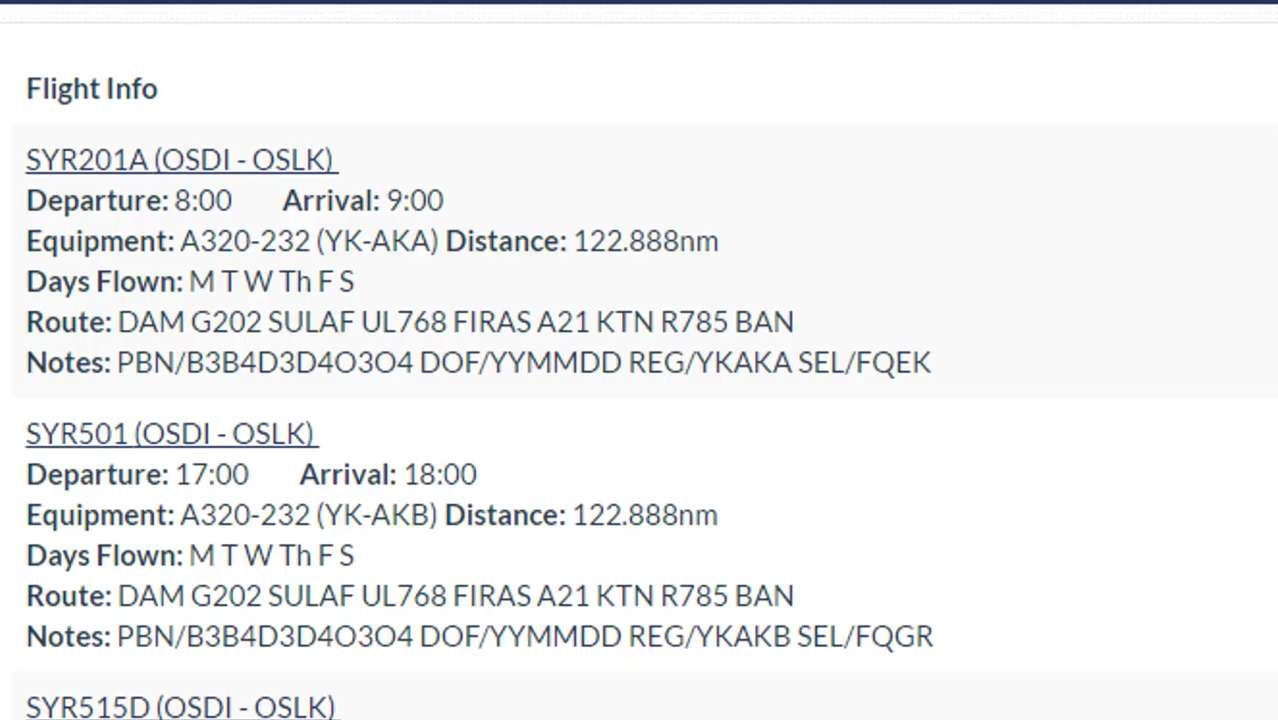 Flight Info
SYR201A (OSDI - OSLK)
Departure: 8:00 Arrival: 9:00
Equipment: A320-232 (YK-AKA) Distance: 122.888nm
Days Flown: M T W Th F S
Route: DAM G202 SULAF UL768 FIRAS A21 KTN R785 BAN
Notes: PBN/B3B4D3D4O3O4 DOF/YYMMDD REG/YKAKA SEL/FQEK
SYR501 (OSDI - OSLK)
Departure: 17:00 Arrival: 18:00
Equipment: A320-232 (YK-AKB) Distance: 122.888nm
Days Flown: M T W Th F S
Route: DAM G202 SULAF UL768 FIRAS A21 KTN R785 BAN
Notes: PBN/B3B4D3D4O3O4 DOF/YYMMDD REG/YKAKB SEL/FQGR
SYR515D (OSDI - OSLK)